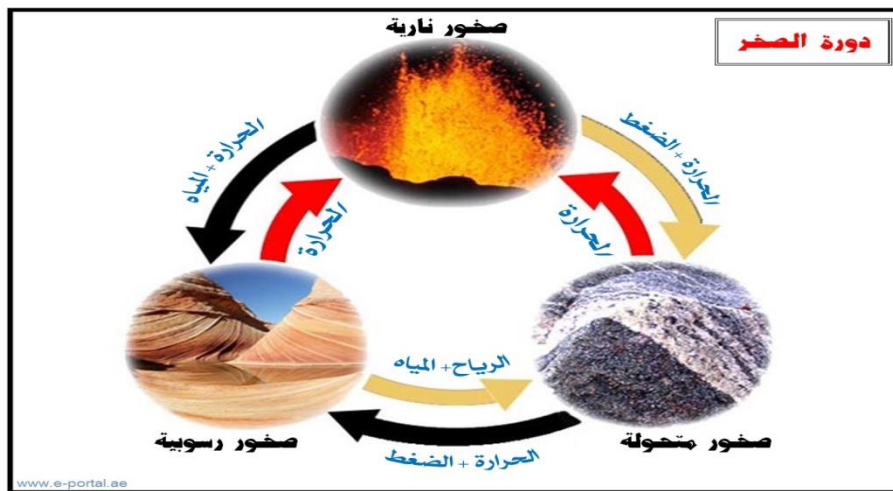 صخور نارية
دورة الصخر
الحرارة + المياه
الحرارة + الضغط
الحرارة
الحرارة
الرياح + المياه
صخور رسوبية
الحرارة + الضغط
صخور متحولة
www.e-portal.ae